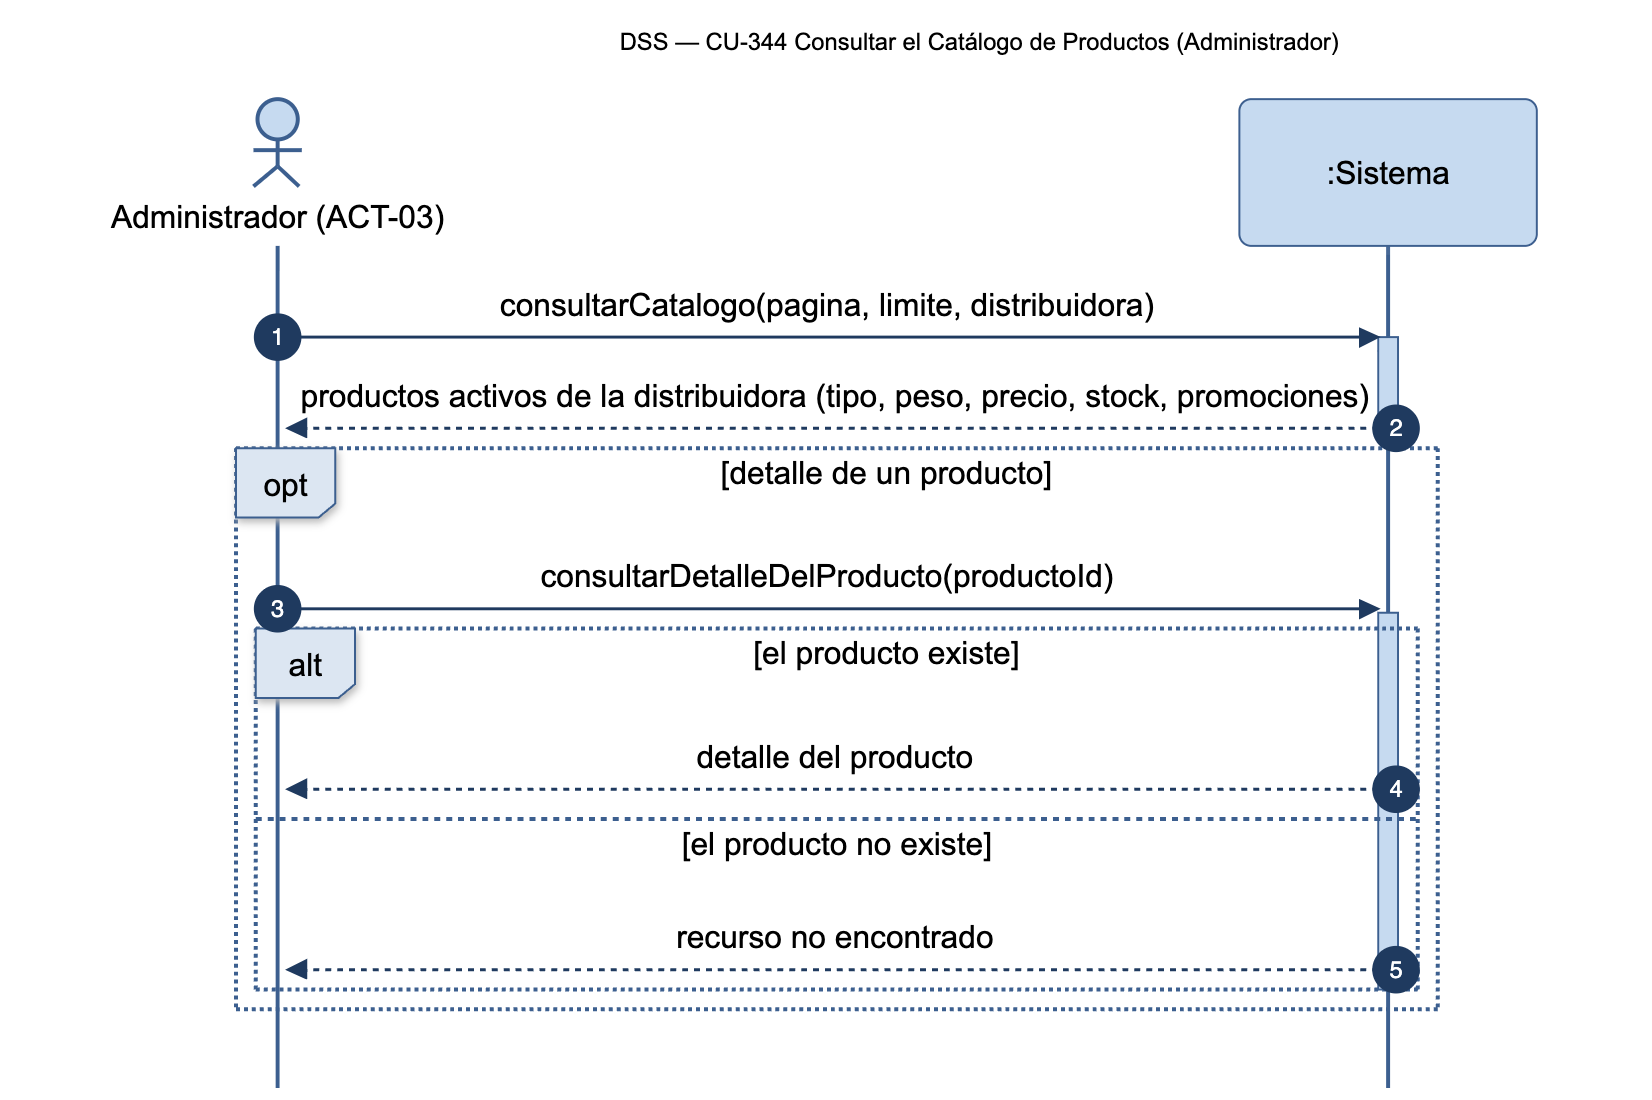 DSS — CU-344 Consultar el Catálogo de Productos (Administrador)
Administrador (ACT-03)
:Sistema
consultarCatalogo(pagina, limite, distribuidora)
1
productos activos de la distribuidora (tipo, peso, precio, stock, promociones)
2
opt
[detalle de un producto]
consultarDetalleDelProducto(productoId)
3
alt
[el producto existe]
detalle del producto
4
[el producto no existe]
recurso no encontrado
5